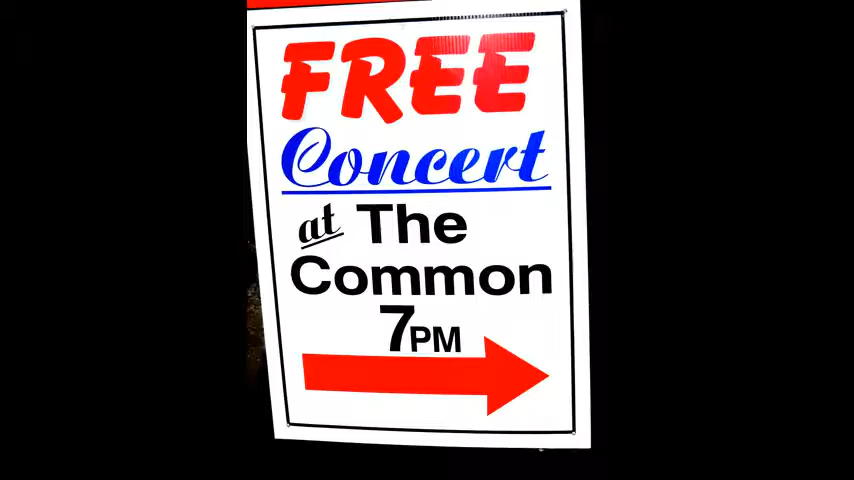 FREE
Concert
at The
Common
7PM